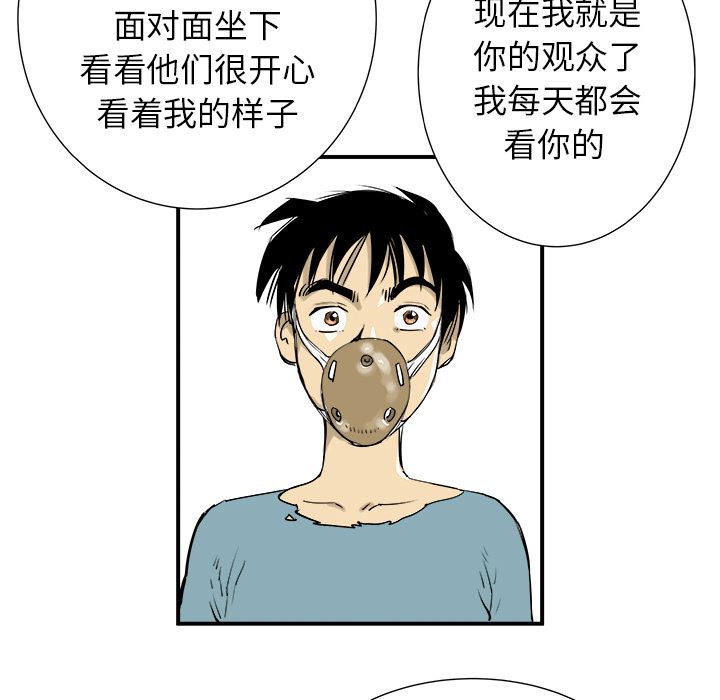 面对面坐下
看看他们很开心
看着我的样子
现在我就是
你的观众了
我每天都会
看你的